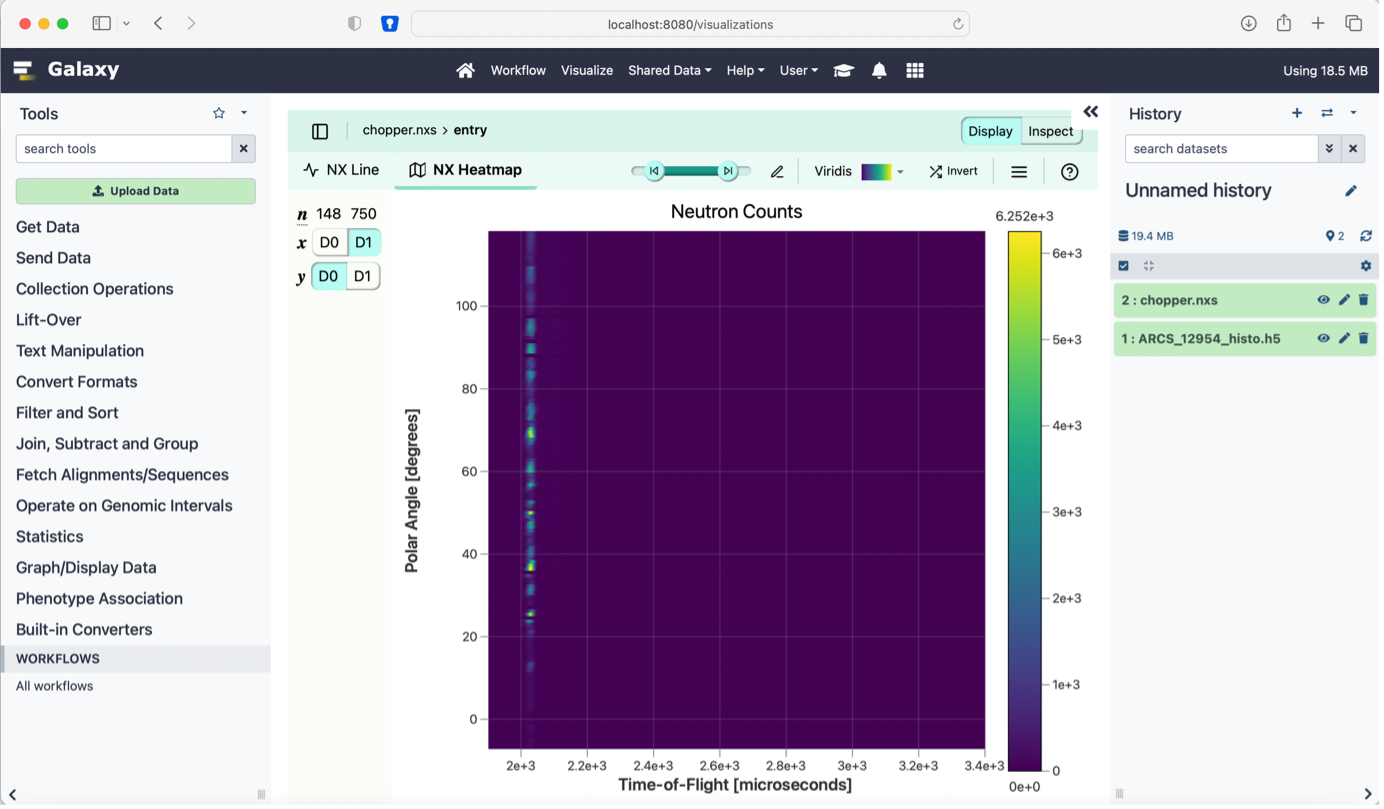 localhost:8080/visualizations
Galaxy
Workflow Visualize Shared Data Help User
Using 18.5 MB
Tools
search tools
Upload Data
Get Data
Send Data
Collection Operations
Lift-Over
Text Manipulation
Convert Formats
Filter and Sort
Join, Subtract and Group
Fetch Alignments/Sequences
Operate on Genomic Intervals
Statistics
Graph/Display Data
Phenotype Association
Built-in Converters
WORKFLOWS
All workflows
chopper.nxs > entry
Display Inspect
NX Line NX Heatmap
Viridis Invert
n 148 750
x D0 D1
y D0 D1
Neutron Counts
6.252e+3
6e+3
5e+3
4e+3
3e+3
2e+3
1e+3
0
0e+0
Polar Angle [degrees]
100
80
60
40
20
0
2e+3 2.2e+3 2.4e+3 2.6e+3 2.8e+3 3e+3 3.2e+3 3.4e+3
Time-of-Flight [microseconds]
History
search datasets
Unnamed history
19.4 MB 2
2 : chopper.nxs
1 : ARCS_12954_histo.h5